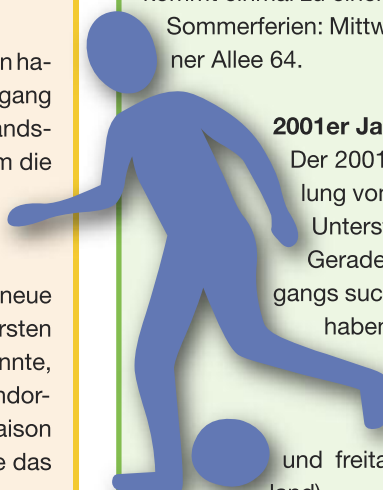 n ha-
gang
ands-
m die
neue
rsten
nnte,
ndor-
aison
e das
Sommerferien: Mittw
ner Allee 64.
2001er Ja
Der 2001
lung vor
Unterst
Gerade
gangs suc
haben
und freita